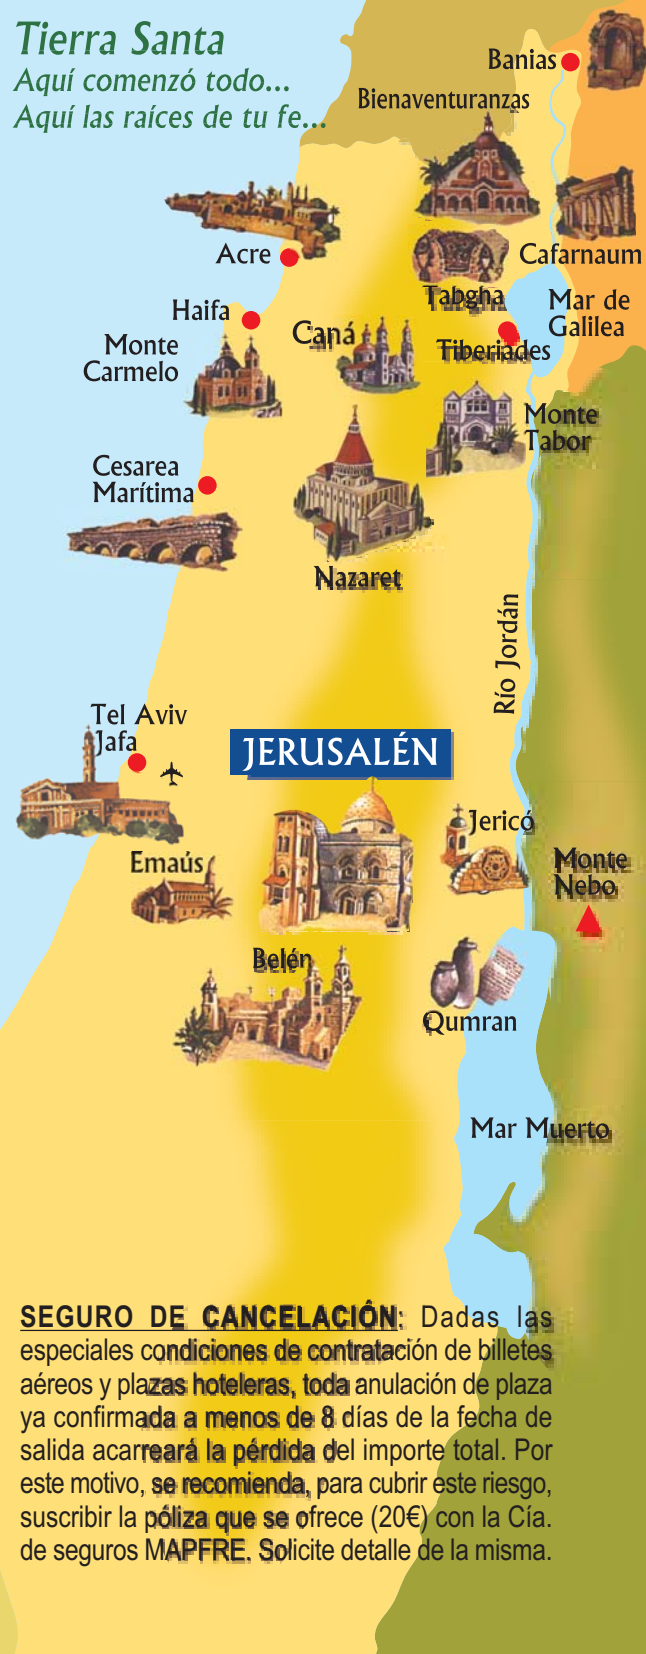 Tierra Santa
Aquí comenzó todo...
Aquí las raíces de tu fe...
Banias
Bienaventuranzas
Acre
Cafarnaum
Tabgha
Mar de
Galilea
Haifa
Caná
Tiberiades
Monte
Carmelo
Monte
Tabor
Cesarea
Marítima
Nazaret
Río Jordán
Tel Aviv
Jafa
JERUSALÉN
Jericó
Emaús
Monte
Nebo
Belén
Qumran
Mar Muerto
SEGURO DE CANCELACIÓN: Dadas las
especiales condiciones de contratación de billetes
aéreos y plazas hoteleras, toda anulación de plaza
ya confirmada a menos de 8 días de la fecha de
salida acarreará la pérdida del importe total. Por
este motivo, se recomienda, para cubrir este riesgo,
suscribir la póliza que se ofrece (20€) con la Cía.
de seguros MAPFRE. Solicite detalle de la misma.